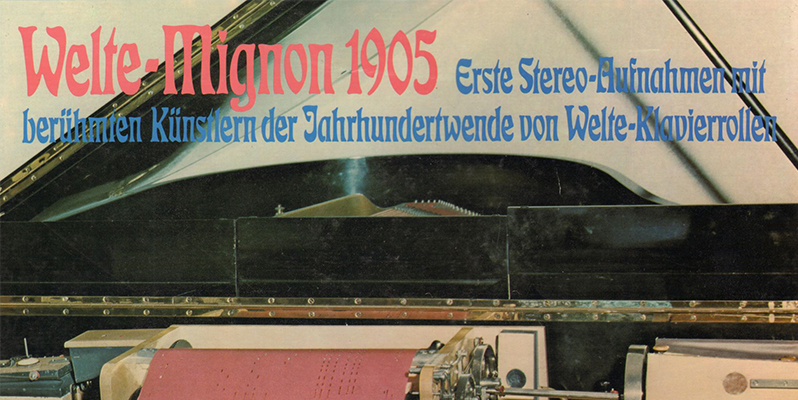 Welte-Mignon 1905 Erste Stereo-Aufnahmen mit
berühmten Künstlern der Jahrhundertwende von Welte-Klavierrollen